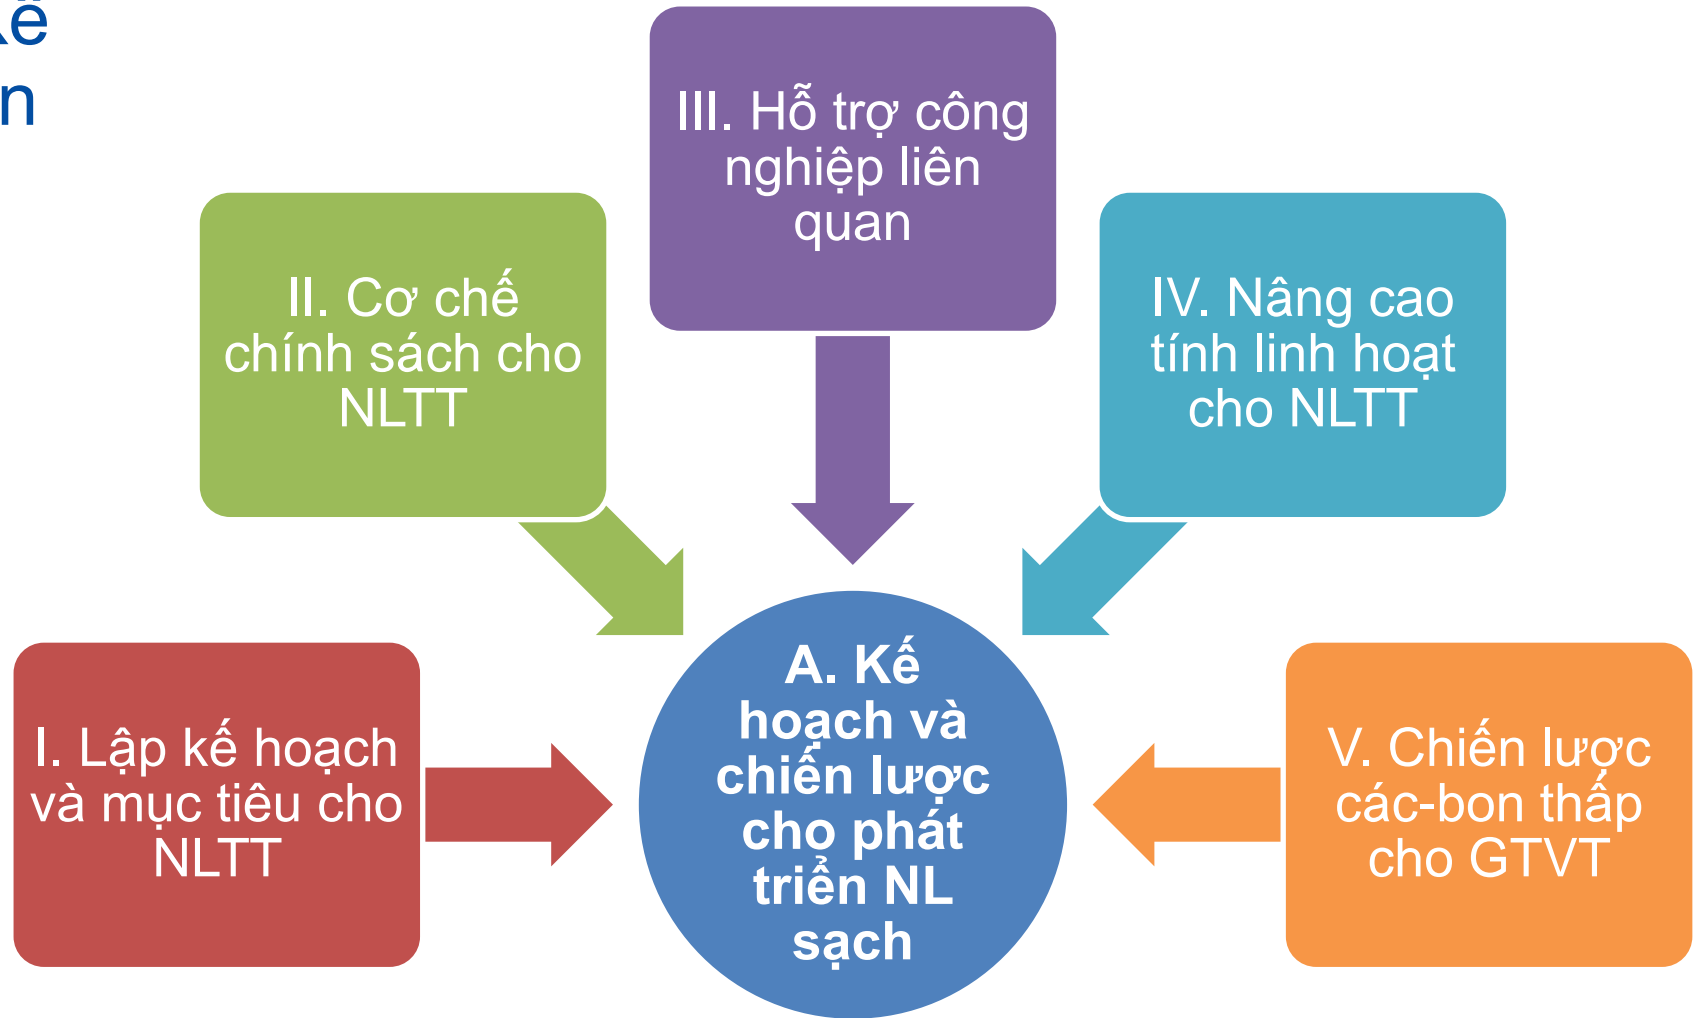 n
III. Hỗ trợ công
nghiệp liên
quan
II. Cơ chế
chính sách cho
NLTT
IV. Nâng cao
tính linh hoạt
cho NLTT
I. Lập kế hoạch
và mục tiêu cho
NLTT
A. Kế
hoạch và
chiến lược
cho phát
triển NL
sạch
V. Chiến lược
các-bon thấp
cho GTVT